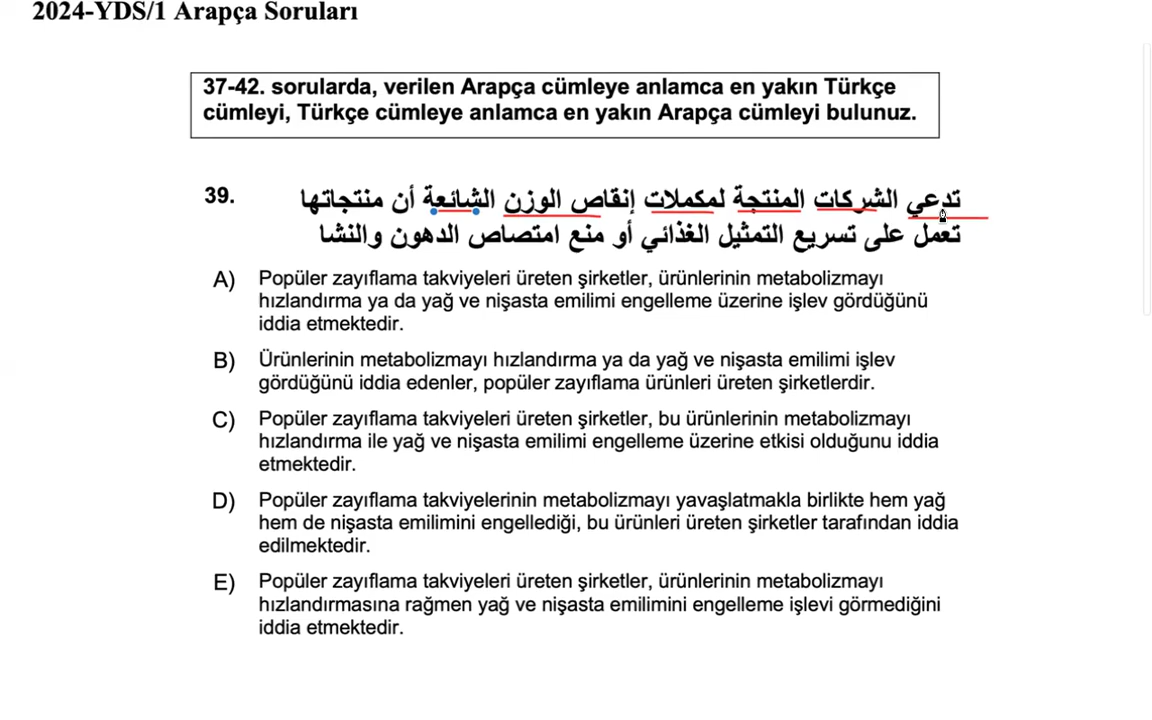 2024-YDS/1 Arapça Soruları
37-42. sorularda, verilen Arapça cümleye anlamca en yakın Türkçe
cümleyi, Türkçe cümleye anlamca en yakın Arapça cümleyi bulunuz.
39. تدعي الشركات المنتجة لمكملات إنقاص الوزن الشائعة أن منتجاتها
تعمل على تسريع التمثيل الغذائي أو منع امتصاص الدهون والنشا
A) Popüler zayıflama takviyeleri üreten şirketler, ürünlerinin metabolizmayı
hızlandırma ya da yağ ve nişasta emilimi engelleme üzerine işlev gördüğünü
iddia etmektedir.
B) Ürünlerinin metabolizmayı hızlandırma ya da yağ ve nişasta emilimi işlev
gördüğünü iddia edenler, popüler zayıflama ürünleri üreten şirketlerdir.
C) Popüler zayıflama takviyeleri üreten şirketler, bu ürünlerinin metabolizmayı
hızlandırma ile yağ ve nişasta emilimi engelleme üzerine etkisi olduğunu iddia
etmektedir.
D) Popüler zayıflama takviyelerinin metabolizmayı yavaşlatmakla birlikte hem yağ
hem de nişasta emilimini engellediği, bu ürünleri üreten şirketler tarafından iddia
edilmektedir.
E) Popüler zayıflama takviyeleri üreten şirketler, ürünlerinin metabolizmayı
hızlandırmasına rağmen yağ ve nişasta emilimini engelleme işlevi görmediğini
iddia etmektedir.